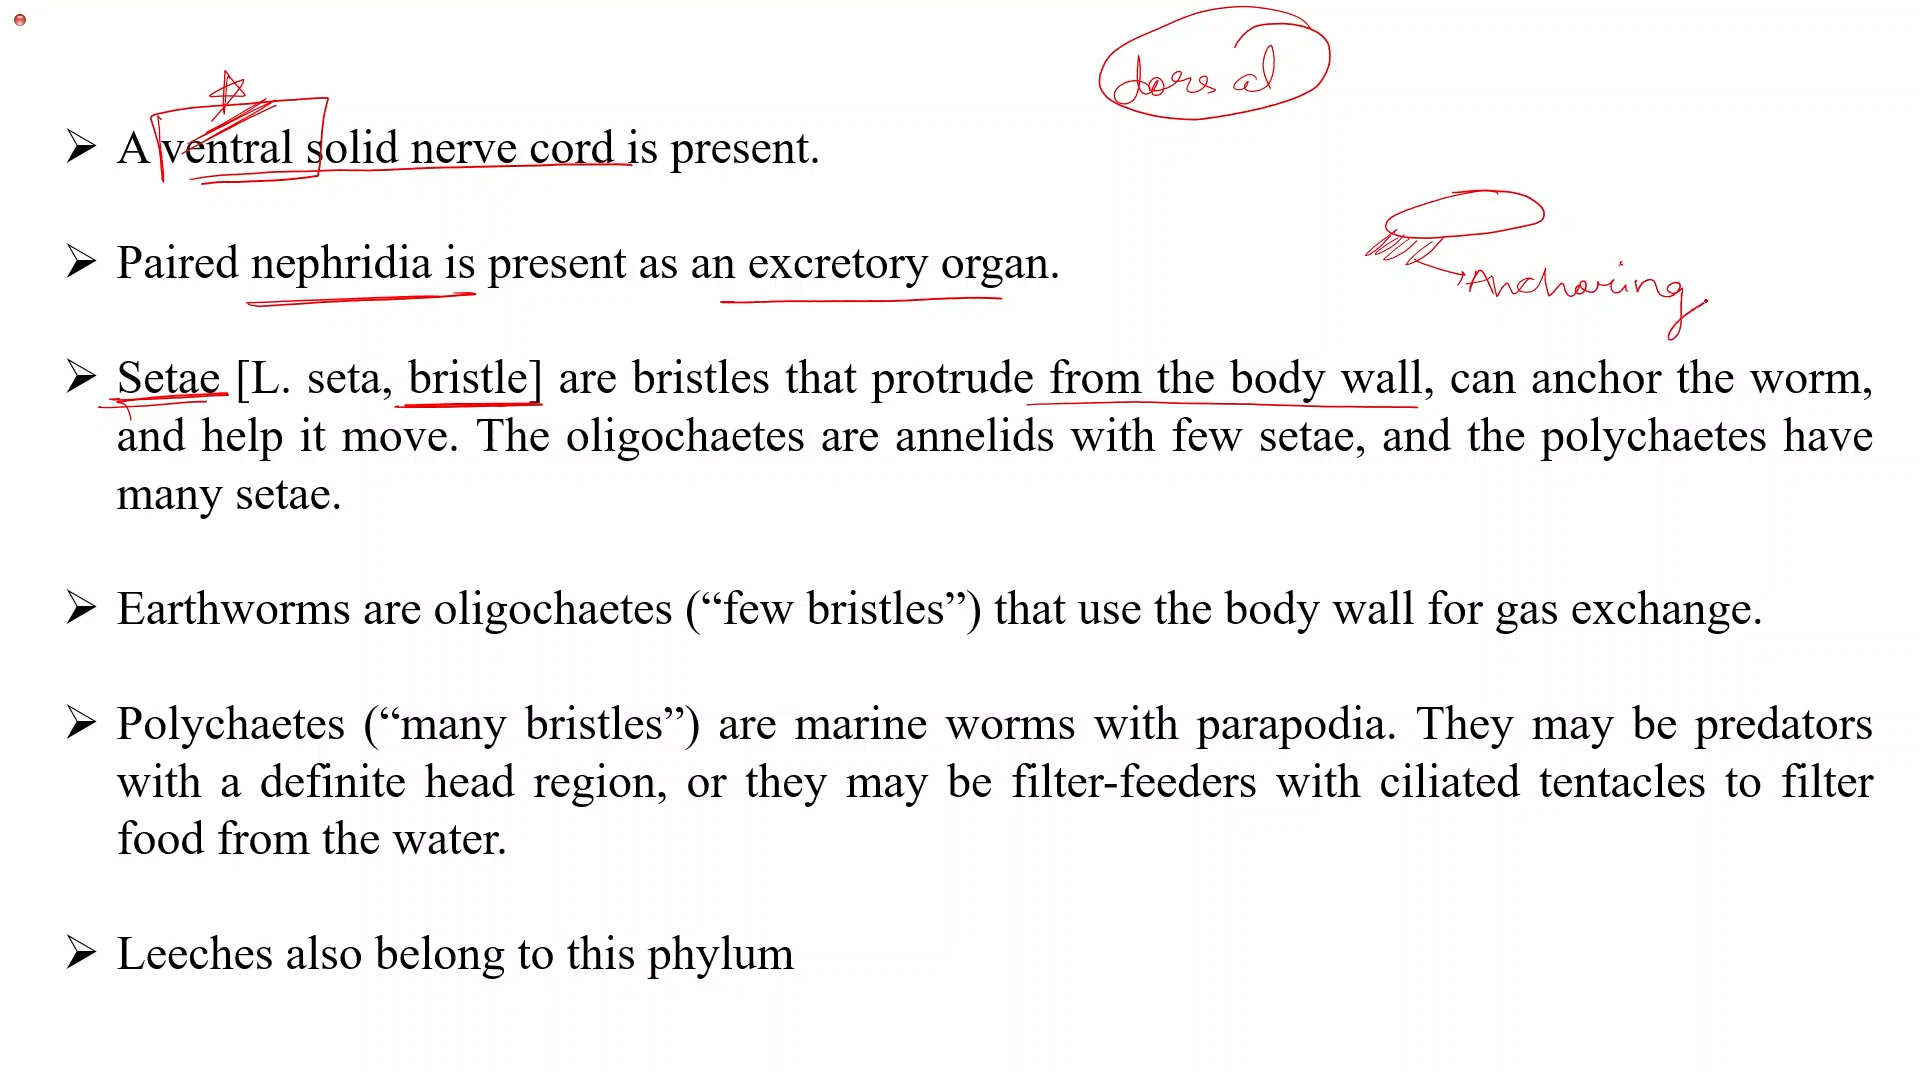 dorsal
➢ A ventral solid nerve cord is present.
➢ Paired nephridia is present as an excretory organ.
Anchoring
➢ Setae [L. seta, bristle] are bristles that protrude from the body wall, can anchor the worm,
and help it move. The oligochaetes are annelids with few setae, and the polychaetes have
many setae.
➢ Earthworms are oligochaetes (“few bristles”) that use the body wall for gas exchange.
➢ Polychaetes (“many bristles”) are marine worms with parapodia. They may be predators
with a definite head region, or they may be filter-feeders with ciliated tentacles to filter
food from the water.
➢ Leeches also belong to this phylum